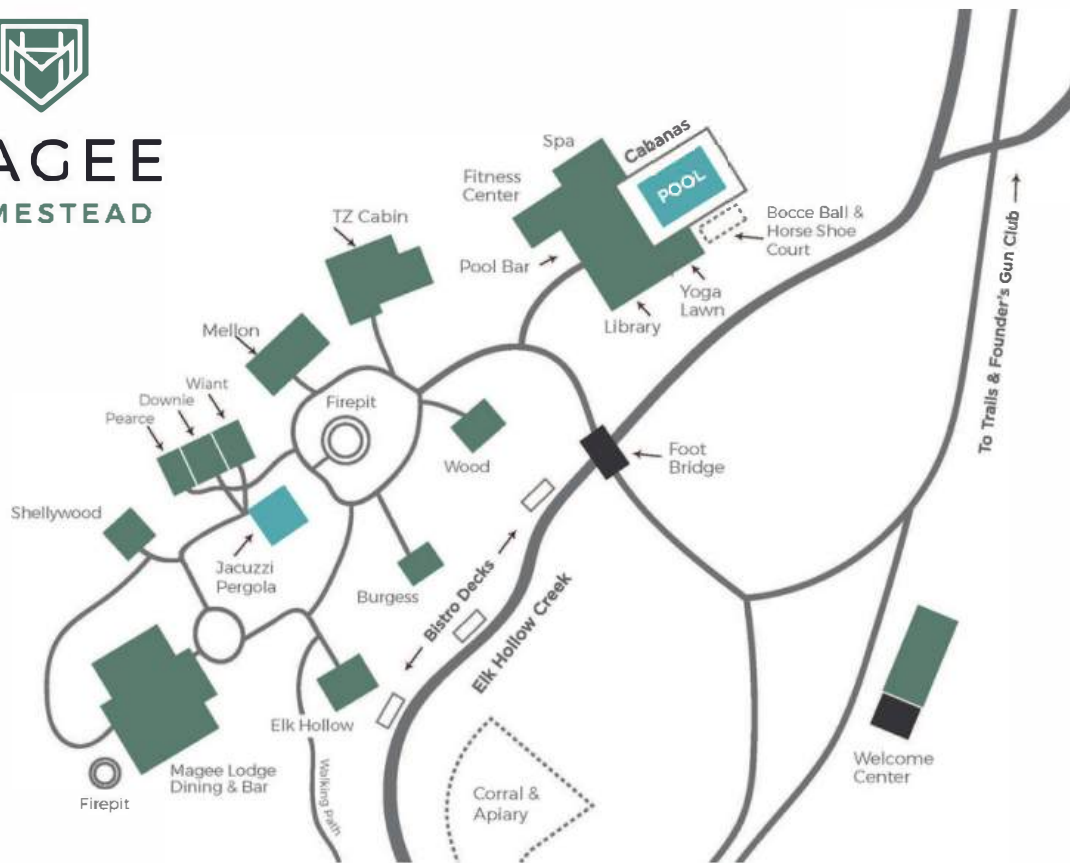 AGEE
MESTEAD
Spa
Cabanas
POOL
Fitness
Center
Bocce Ball &
Horse Shoe
Court
TZ Cabin
Pool Bar
Yoga
Lawn
Library
To Trails & Founder's Gun Club
Mellon
Wiant
Downie
Pearce
Firepit
Wood
Foot
Bridge
Shellywood
Jacuzzi
Pergola
Burgess
Bistro Decks
Elk Hollow Creek
Elk Hollow
Magee Lodge
Dining & Bar
Firepit
Walking Path
Corral &
Apiary
Welcome
Center